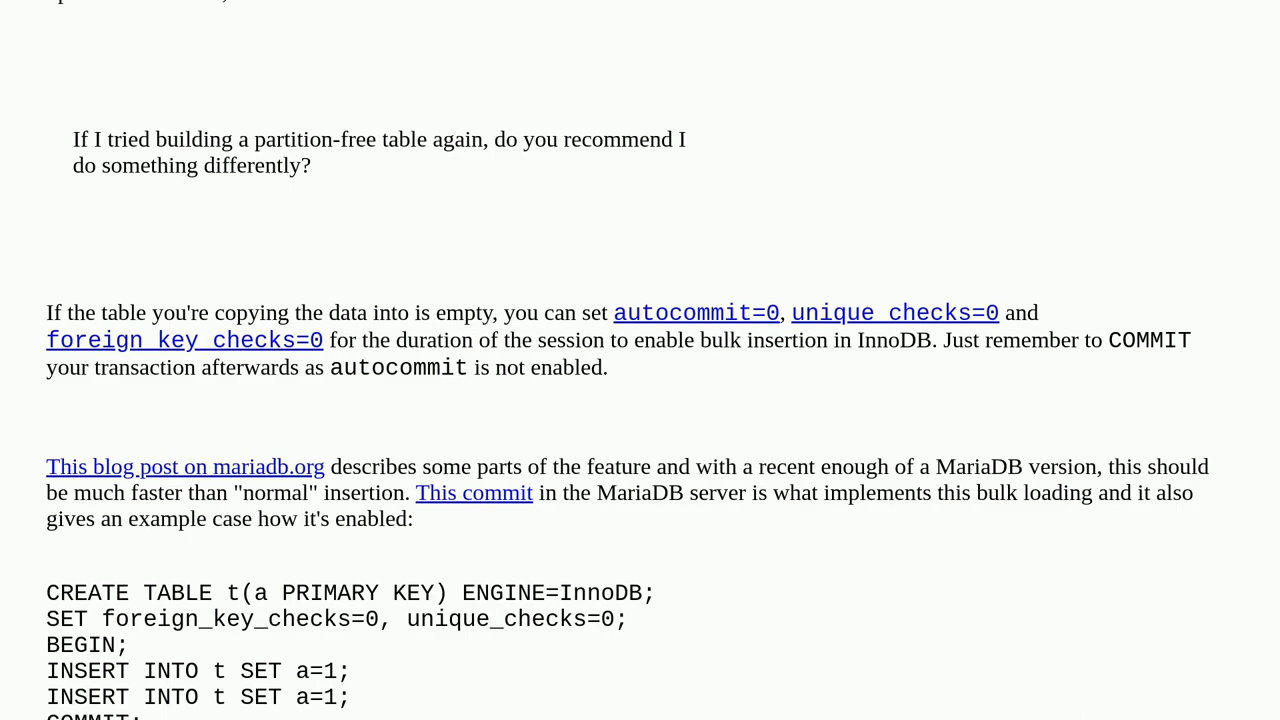 If I tried building a partition-free table again, do you recommend I
do something differently?
If the table you're copying the data into is empty, you can set autocommit=0, unique_checks=0 and
foreign_key_checks=0 for the duration of the session to enable bulk insertion in InnoDB. Just remember to COMMIT
your transaction afterwards as autocommit is not enabled.
This blog post on mariadb.org describes some parts of the feature and with a recent enough of a MariaDB version, this should
be much faster than "normal" insertion. This commit in the MariaDB server is what implements this bulk loading and it also
gives an example case how it's enabled:
CREATE TABLE t(a PRIMARY KEY) ENGINE=InnoDB;
SET foreign_key_checks=0, unique_checks=0;
BEGIN;
INSERT INTO t SET a=1;
INSERT INTO t SET a=1;
COMMIT;